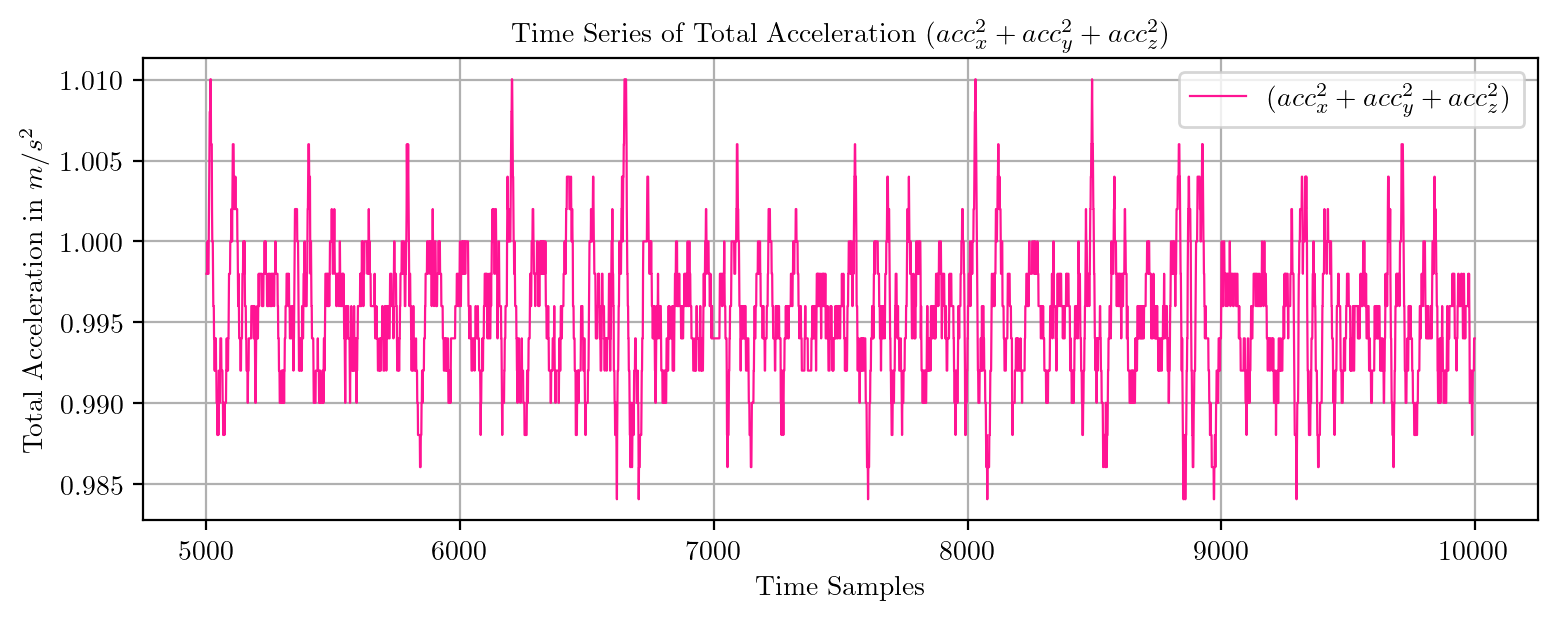 Time Series of Total Acceleration ($acc_x^2 + acc_y^2 + acc_z^2$)
Total Acceleration in $m/s^2$
1.010
1.005
1.000
0.995
0.990
0.985
($acc_x^2 + acc_y^2 + acc_z^2$)
5000 6000 7000 8000 9000 10000
Time Samples